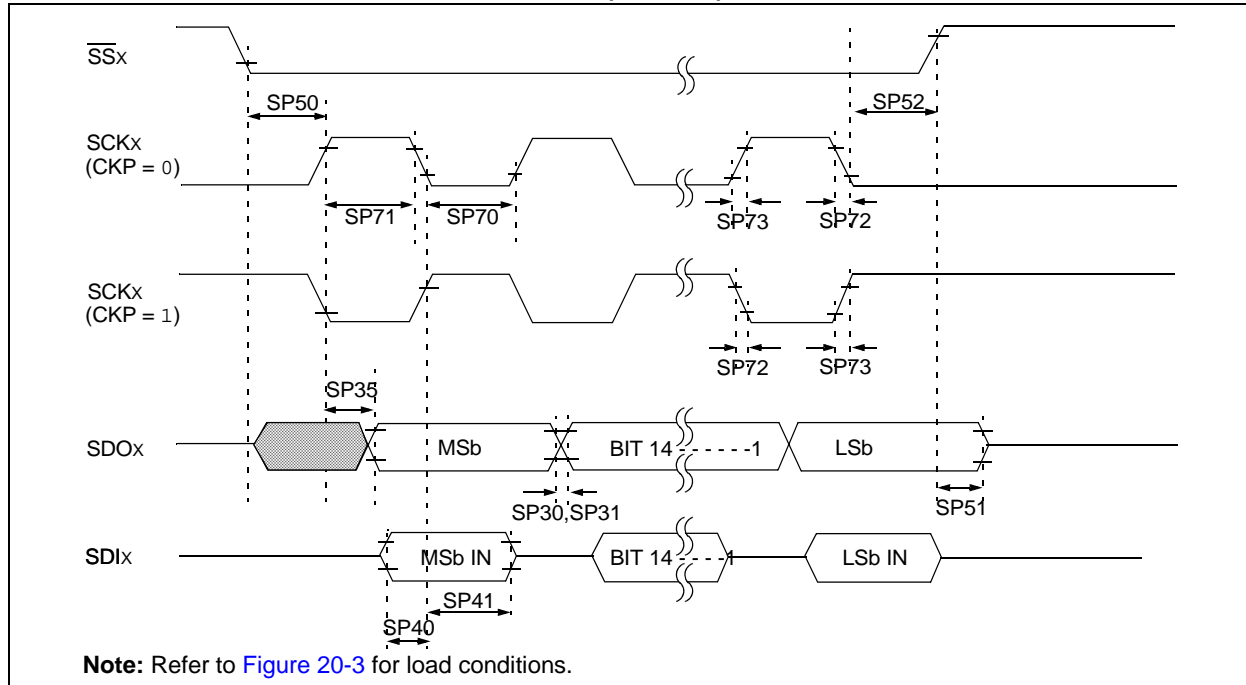 SSx
SP50
SP52
SCKx
(CKP = 0)
SP71
SP70
SP73
SP72
SCKx
(CKP = 1)
SP72
SP73
SP35
SDOx
MSb
BIT 14 - - - - - -1
LSb
SP30,SP31
SP51
SDIx
MSb IN
BIT 14 - - - -1
LSb IN
SP41
SP40
Note: Refer to Figure 20-3 for load conditions.